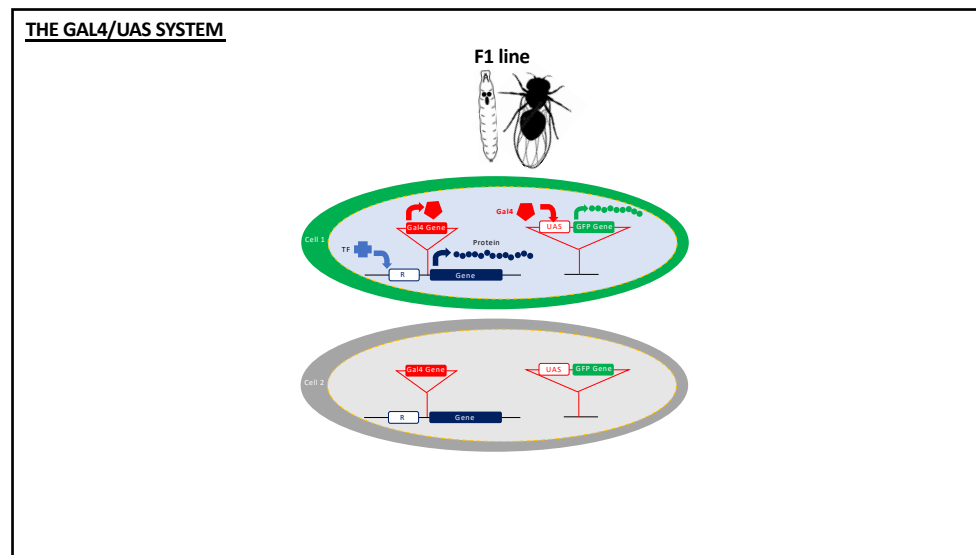 THE GAL4/UAS SYSTEM
F1 line
Cell 1
Gal4 Gene
Gal4
UAS
GFP Gene
TF
Protein
R
Gene
Cell 2
Gal4 Gene
UAS
GFP Gene
R
Gene